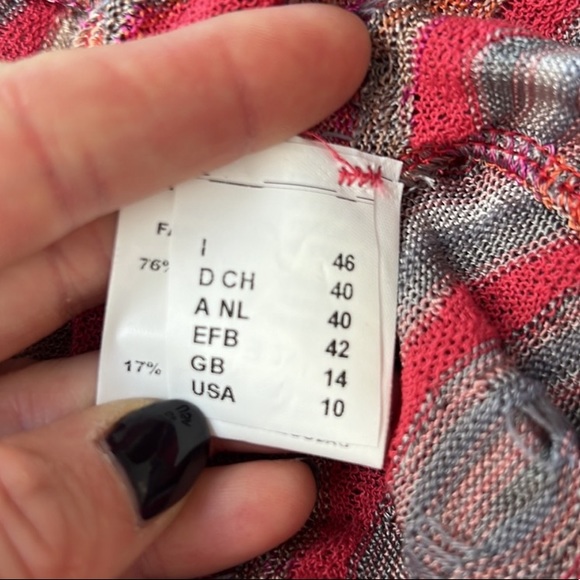 I 46
D CH 40
A NL 40
EFB 42
GB 14
USA 10
76%
17%